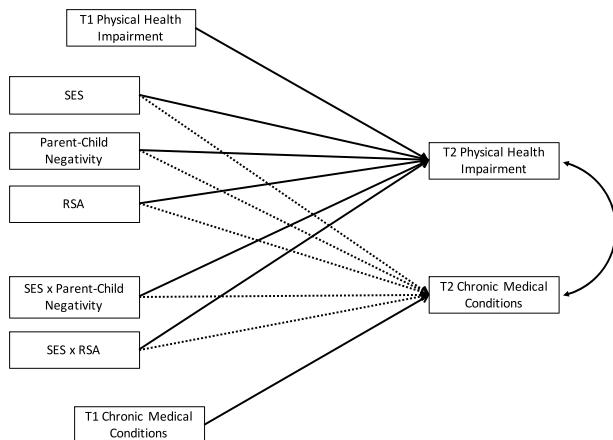 T1 Physical Health
Impairment
SES
Parent-Child
Negativity
RSA
SES x Parent-Child
Negativity
SES x RSA
T1 Chronic Medical
Conditions
T2 Physical Health
Impairment
T2 Chronic Medical
Conditions